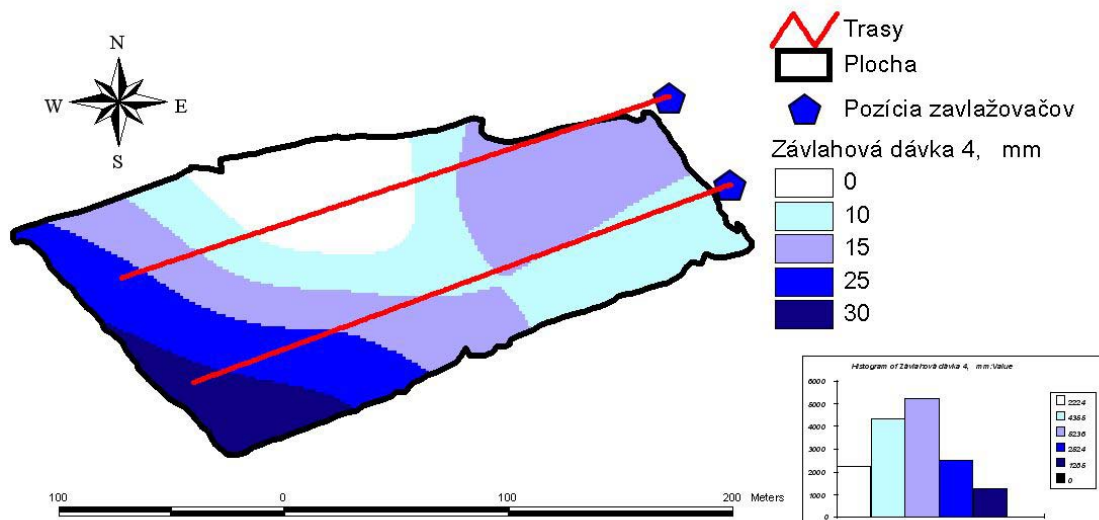 N
W E
S
Trasy
Plocha
Pozícia zavlažovačov
Závlahová dávka 4, mm
0
10
15
25
30
Histogram of Závlahová dávka 4, mm:Value
6000
5000
4000
3000
2000
1000
0
2224
4355
5236
2524
1265
0
100 0 100 200 Meters